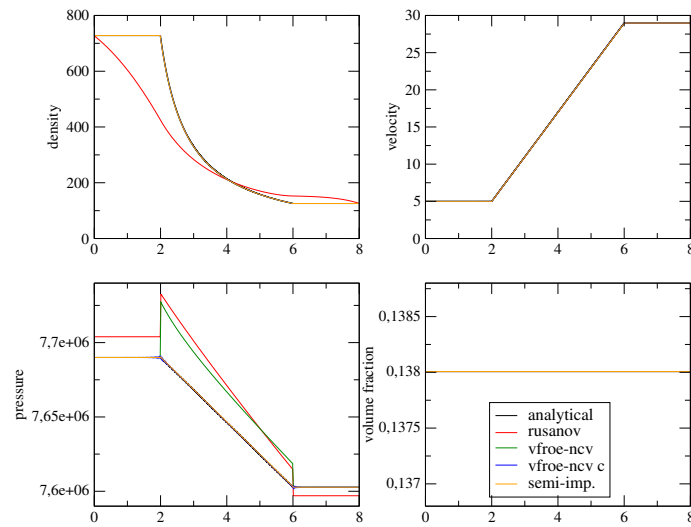 800
600
400
200
0
density
0 2 4 6 8
30
25
20
15
10
5
0
velocity
0 2 4 6 8
7,7e+06
7,65e+06
7,6e+06
pressure
0 2 4 6 8
0,1385
0,138
0,1375
0,137
volume fraction
analytical
rusanov
vfroe-ncv
vfroe-ncv c
semi-imp.
0 2 4 6 8